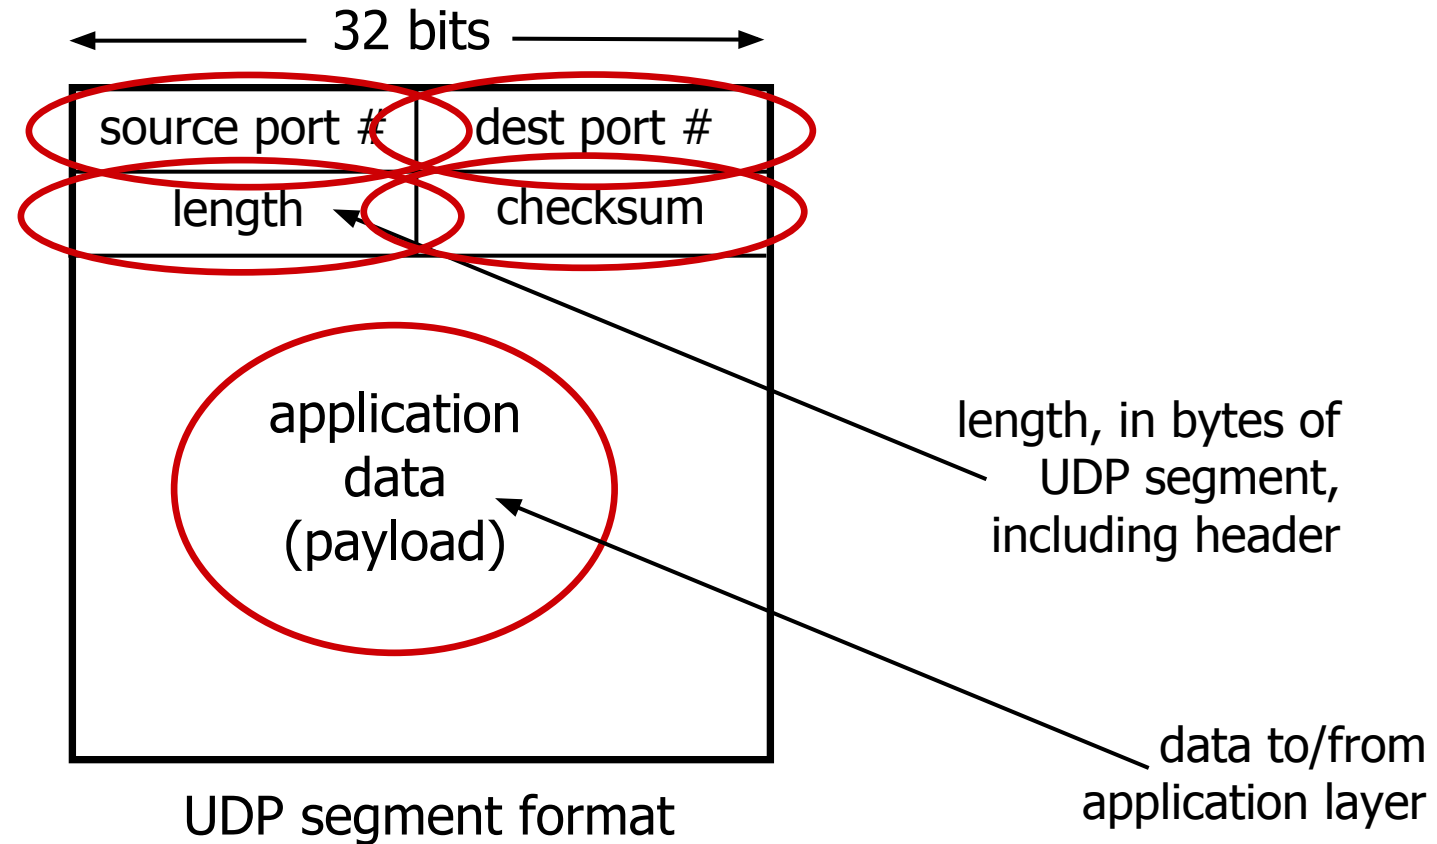 32 bits
source port #
dest port #
length
checksum
application
data
(payload)
length, in bytes of
UDP segment,
including header
data to/from
application layer
UDP segment format